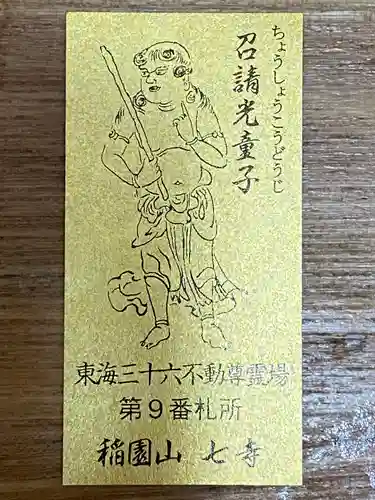 召請光童子
ちょうしょうこうどうじ
東海三十六不動尊霊場
第9番札所
稲園山 七寺